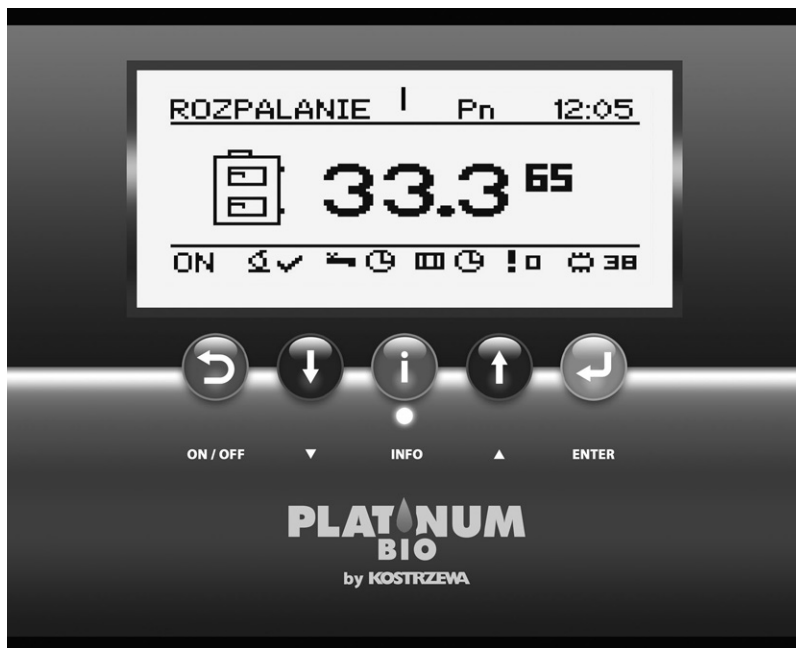 ROZPALANIE Pn 12:05
33.3 65
ON 0 38
ON / OFF INFO ENTER
PLATINUM
BIO
by KOSTRZEWA